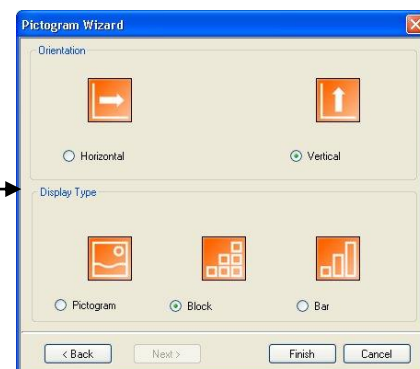 Pictogram Wizard
Orientation
Horizontal
Vertical
Display Type
Pictogram
Block
Bar
< Back
Next >
Finish
Cancel